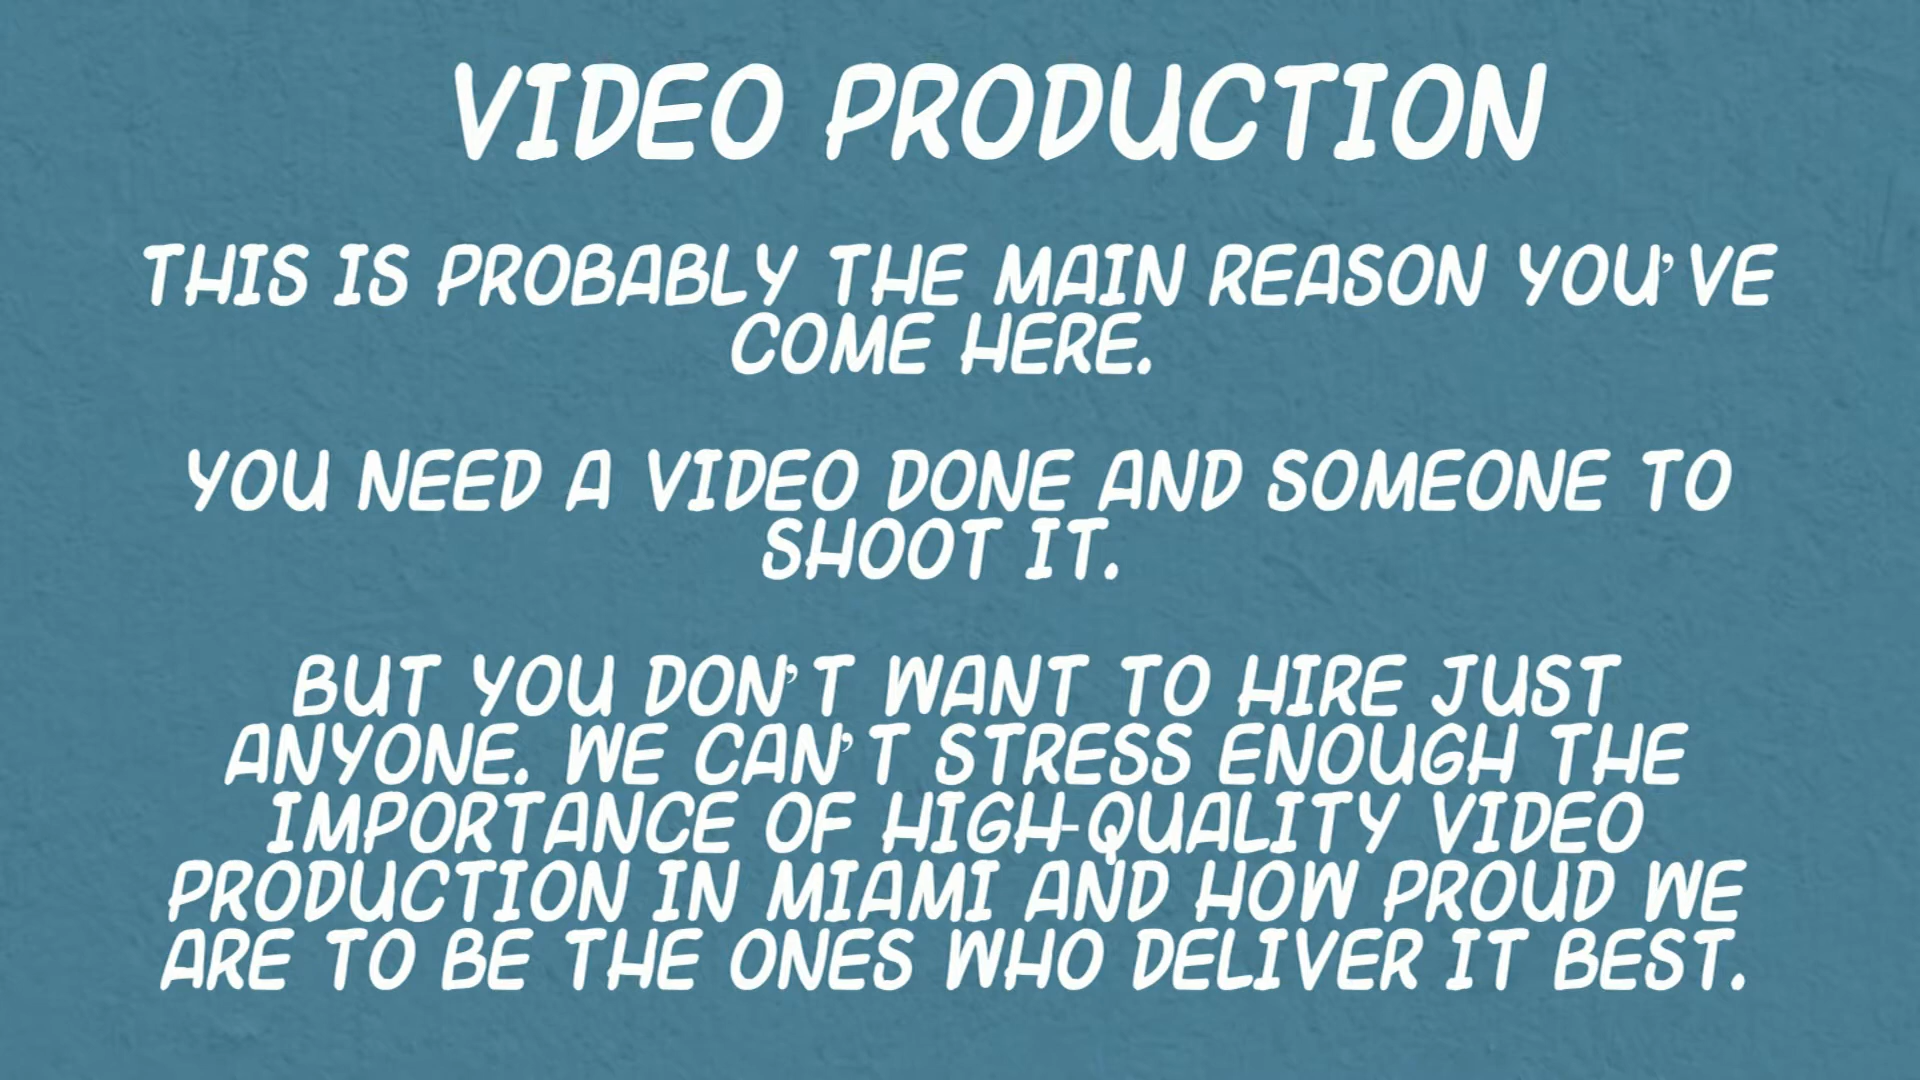 VIDEO PRODUCTION
THIS IS PROBABLY THE MAIN REASON YOU'VE
COME HERE.
YOU NEED A VIDEO DONE AND SOMEONE TO
SHOOT IT.
BUT YOU DON'T WANT TO HIRE JUST
ANYONE. WE CAN'T STRESS ENOUGH THE
IMPORTANCE OF HIGH-QUALITY VIDEO
PRODUCTION IN MIAMI AND HOW PROUD WE
ARE TO BE THE ONES WHO DELIVER IT BEST.